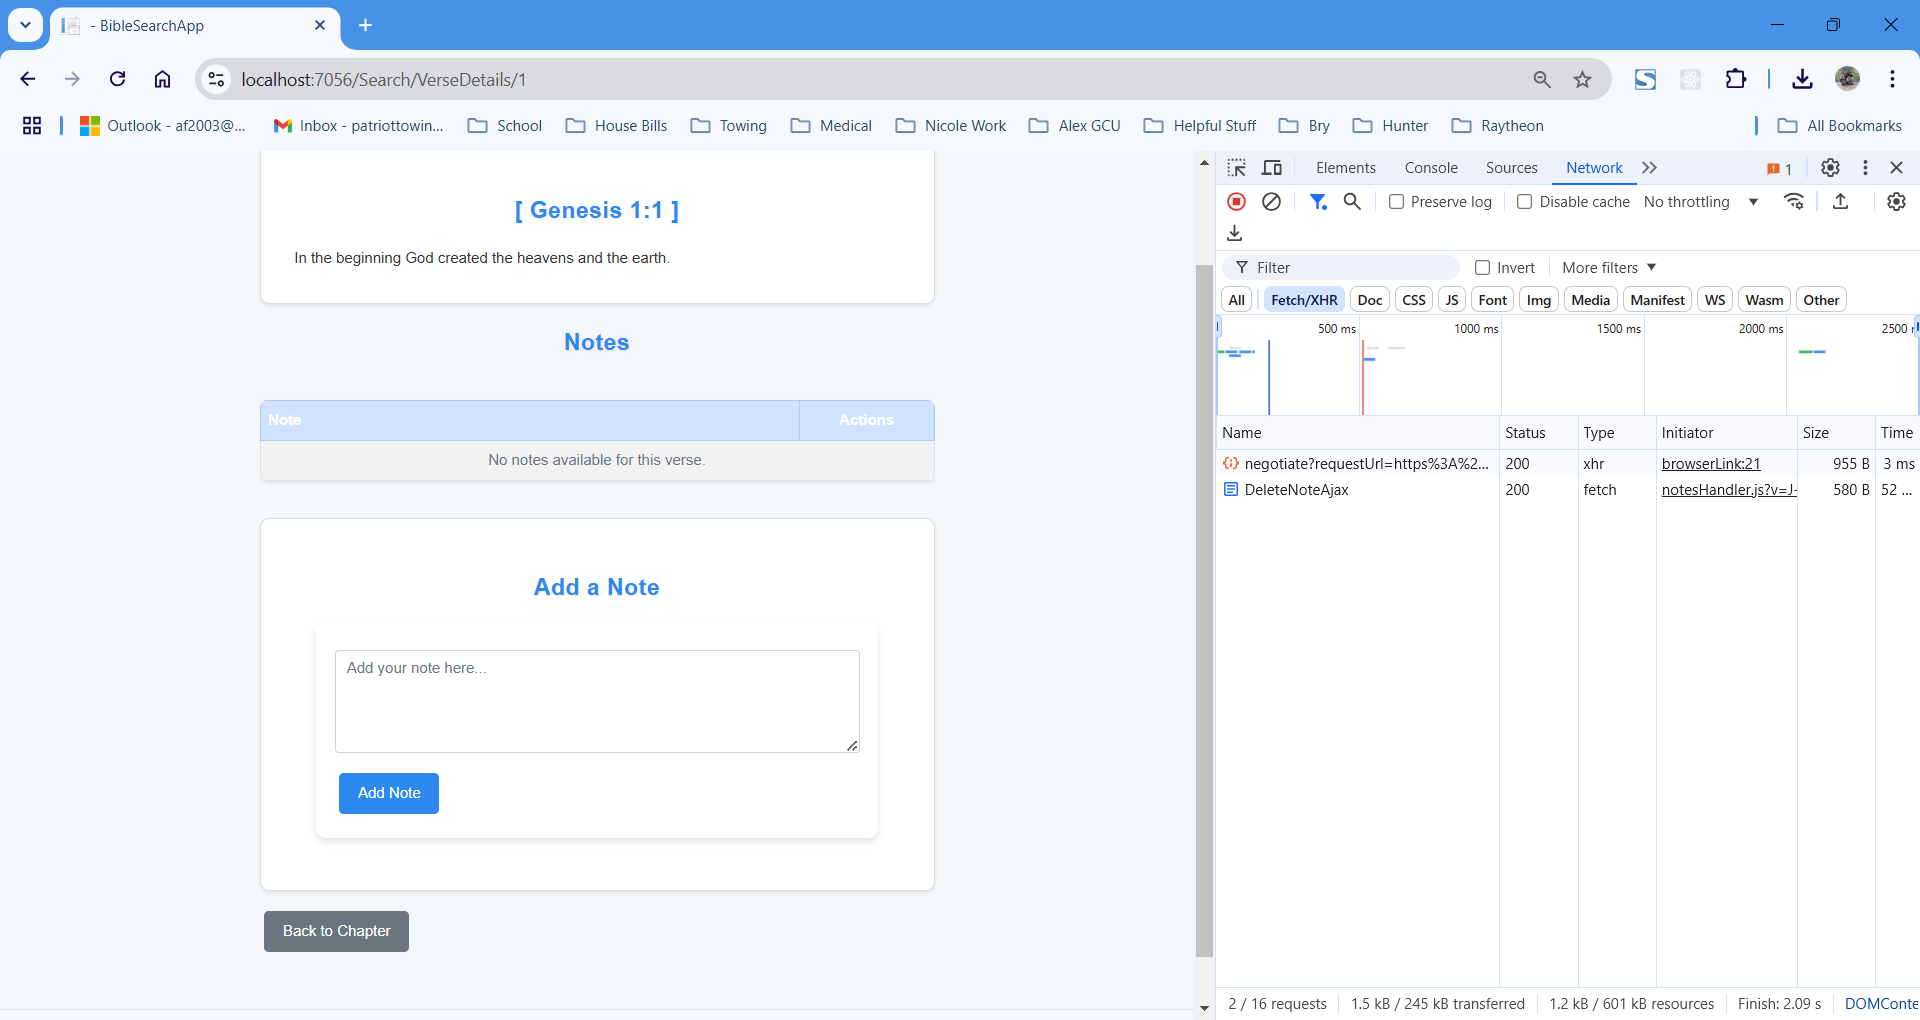 - BibleSearchApp
localhost:7056/Search/VerseDetails/1
Outlook - af2003@...
Inbox - patriottowin...
School
House Bills
Towing
Medical
Nicole Work
Alex GCU
Helpful Stuff
Bry
Hunter
Raytheon
All Bookmarks
[ Genesis 1:1 ]
In the beginning God created the heavens and the earth.
Notes
Note Actions
No notes available for this verse.
Add a Note
Add your note here...
Add Note
Back to Chapter
Elements Console Sources Network 1
Preserve log Disable cache No throttling
Filter Invert More filters
All Fetch/XHR Doc CSS JS Font Img Media Manifest WS Wasm Other
500 ms 1000 ms 1500 ms 2000 ms 2500
Name Status Type Initiator Size Time
negotiate?requestUrl=https%3A%2... 200 xhr browserLink:21 955 B 3 ms
DeleteNoteAjax 200 fetch notesHandler.js?v=J- 580 B 52 ...
2 / 16 requests 1.5 kB / 245 kB transferred 1.2 kB / 601 kB resources Finish: 2.09 s DOMConte